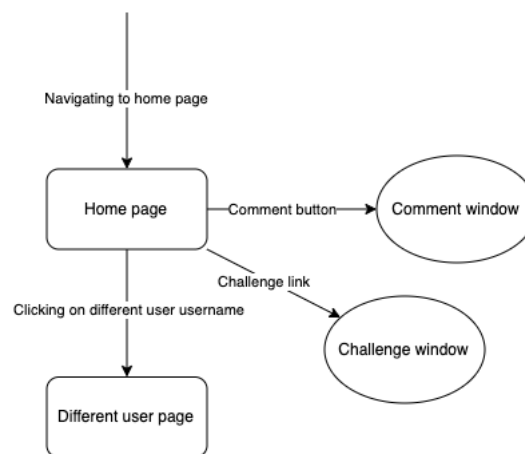 Navigating to home page
Home page
Comment button
Comment window
Challenge link
Clicking on different user username
Challenge window
Different user page